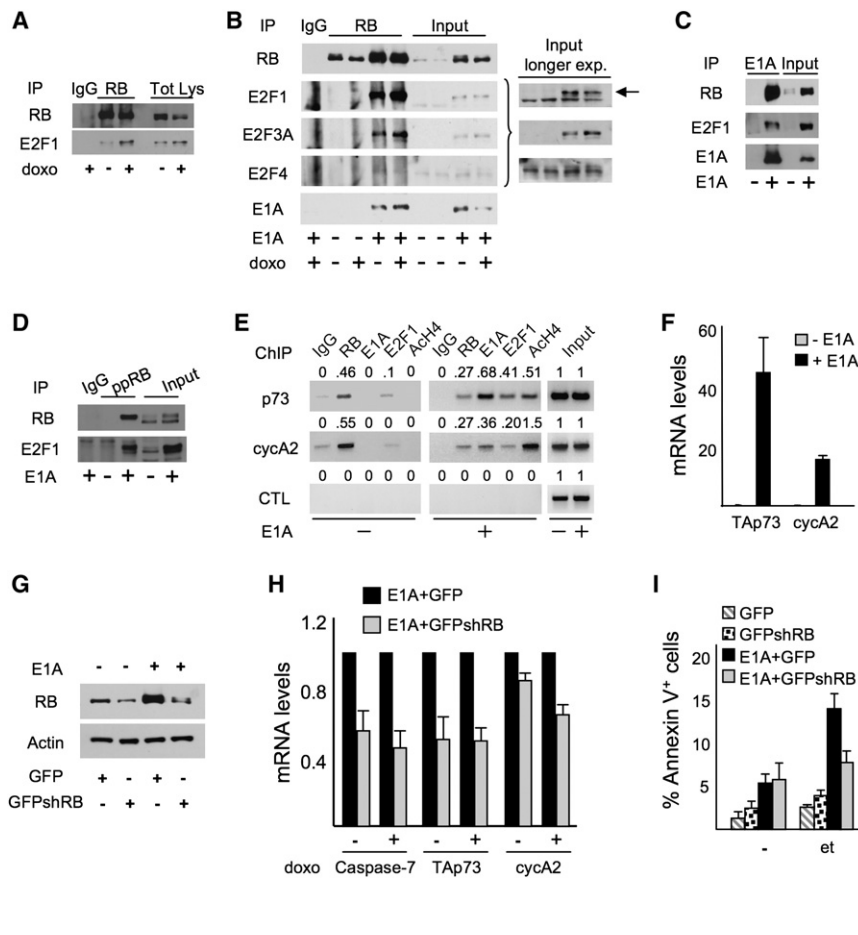 A
IP IgG RB Tot Lys
RB
E2F1
doxo + - + - +
B
IP IgG RB Input
RB
E2F1
E2F3A
E2F4
E1A
E1A + - - + + - - + +
doxo + - + - + - + - +
Input
longer exp.
C
IP E1A Input
RB
E2F1
E1A
E1A - + - +
D
IP IgG ppRB Input
RB
E2F1
E1A + - + - +
E
ChIP IgG RB E1A E2F1 AcH4 IgG RB E1A E2F1 AcH4 Input
0 .46 0 .1 0 0 .27 .68 .41 .51 1 1
p73
0 .55 0 0 0 .27 .36 .20 1.5 1 1
cycA2
0 0 0 0 0 0 0 0 0 0 1 1
CTL
E1A - + - +
F
mRNA levels
60
40
20
- E1A
+ E1A
TAp73 cycA2
G
E1A - - + +
RB
Actin
GFP + - + -
GFPshRB - + - +
H
E1A+GFP
E1A+GFPshRB
mRNA levels
1.2
0.8
0.4
- + - + - +
doxo Caspase-7 TAp73 cycA2
I
GFP
GFPshRB
E1A+GFP
E1A+GFPshRB
% Annexin V+ cells
20
15
10
5
- et